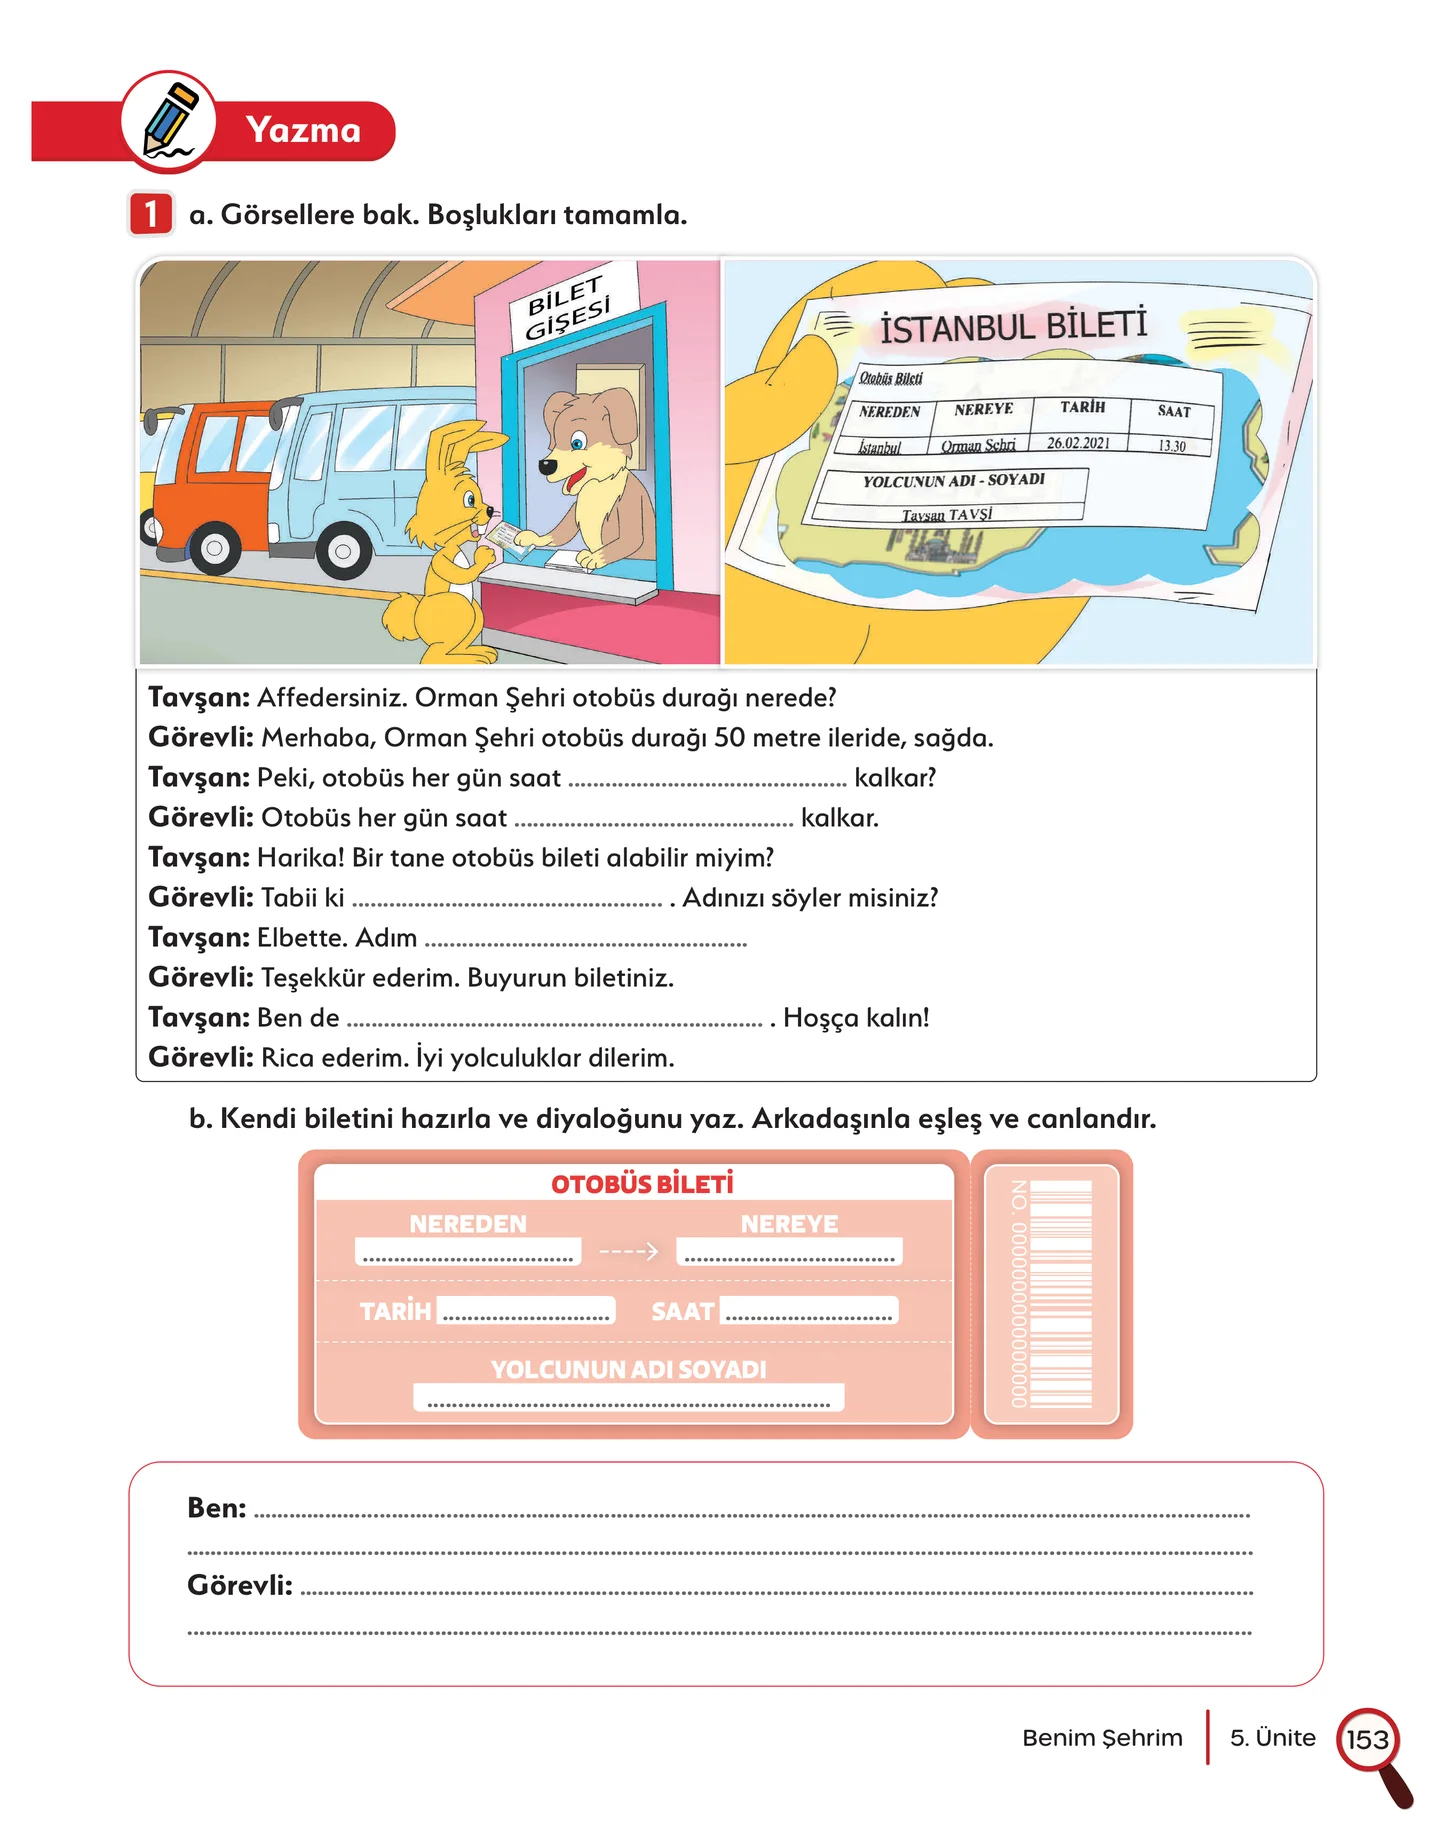 Yazma
1 a. Görsellere bak. Boşlukları tamamla.
BİLET
GİŞESİ
İSTANBUL BİLETİ
Otobüs Bileti
NEREDEN NEREYE TARİH SAAT
İstanbul Orman Şehri 26.02.2021 13.30
YOLCUNUN ADI - SOYADI
Tavşan TAVŞİ
Tavşan: Affedersiniz. Orman Şehri otobüs durağı nerede?
Görevli: Merhaba, Orman Şehri otobüs durağı 50 metre ileride, sağda.
Tavşan: Peki, otobüs her gün saat ............................................. kalkar?
Görevli: Otobüs her gün saat ............................................. kalkar.
Tavşan: Harika! Bir tane otobüs bileti alabilir miyim?
Görevli: Tabii ki .................................................. . Adınızı söyler misiniz?
Tavşan: Elbette. Adım ....................................................
Görevli: Teşekkür ederim. Buyurun biletiniz.
Tavşan: Ben de ................................................................... . Hoşça kalın!
Görevli: Rica ederim. İyi yolculuklar dilerim.
b. Kendi biletini hazırla ve diyaloğunu yaz. Arkadaşınla eşleş ve canlandır.
OTOBÜS BİLETİ
NEREDEN NEREYE
................................... ...................................
TARİH ............................ SAAT ............................
YOLCUNUN ADI SOYADI
..................................................................
NO. 000000000000000
Ben: ....................................................................................
....................................................................................
Görevli: ....................................................................................
....................................................................................
Benim Şehrim 5. Ünite 153